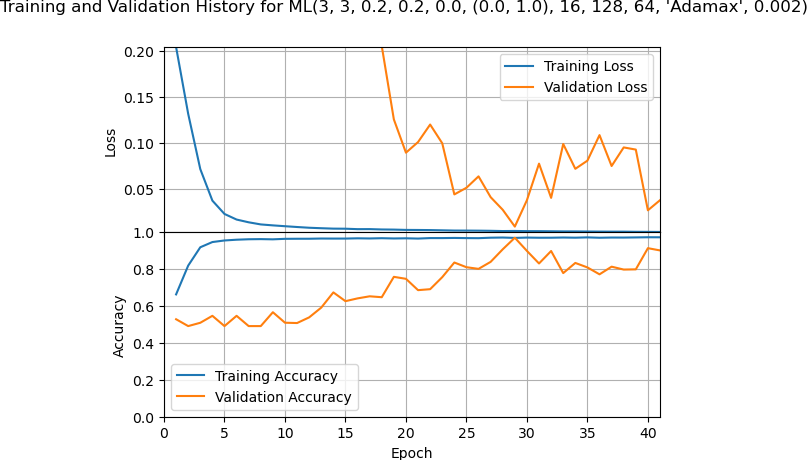 Training and Validation History for ML(3, 3, 0.2, 0.2, 0.0, (0.0, 1.0), 16, 128, 64, 'Adamax', 0.002)
0.20
0.15
0.10
0.05
Loss
Training Loss
Validation Loss
1.0
0.8
0.6
0.4
0.2
0.0
Accuracy
Training Accuracy
Validation Accuracy
0 5 10 15 20 25 30 35 40
Epoch